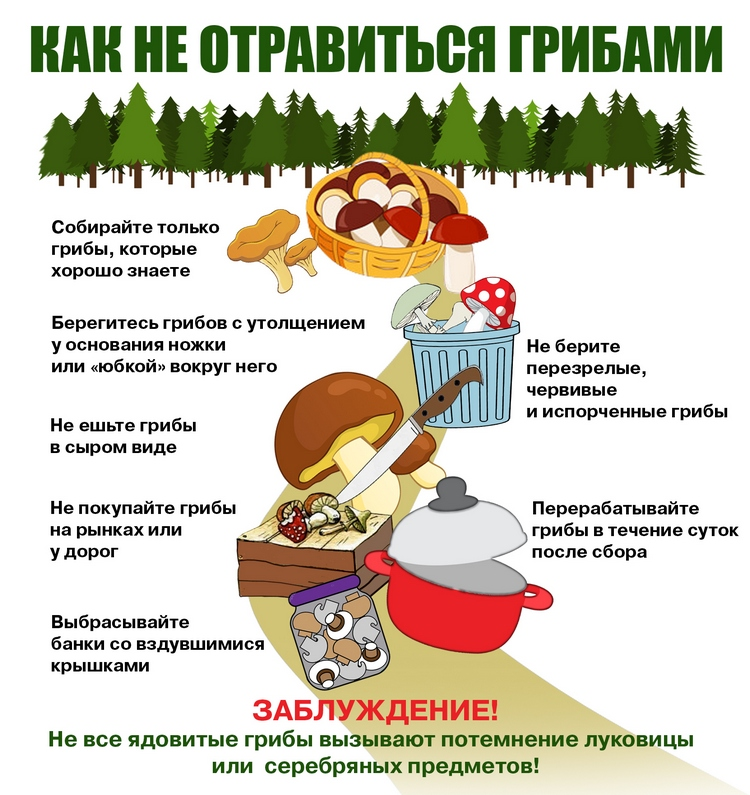 КАК НЕ ОТРАВИТЬСЯ ГРИБАМИ
Собирайте только
грибы, которые
хорошо знаете
Берегитесь грибов с утолщением
у основания ножки
или «юбкой» вокруг него
Не берите
перезрелые,
червивые
и испорченные грибы
Не ешьте грибы
в сыром виде
Не покупайте грибы
на рынках или
у дорог
Перерабатывайте
грибы в течение суток
после сбора
Выбрасывайте
банки со вздувшимися
крышками
ЗАБЛУЖДЕНИЕ!
Не все ядовитые грибы вызывают потемнение луковицы
или серебряных предметов!